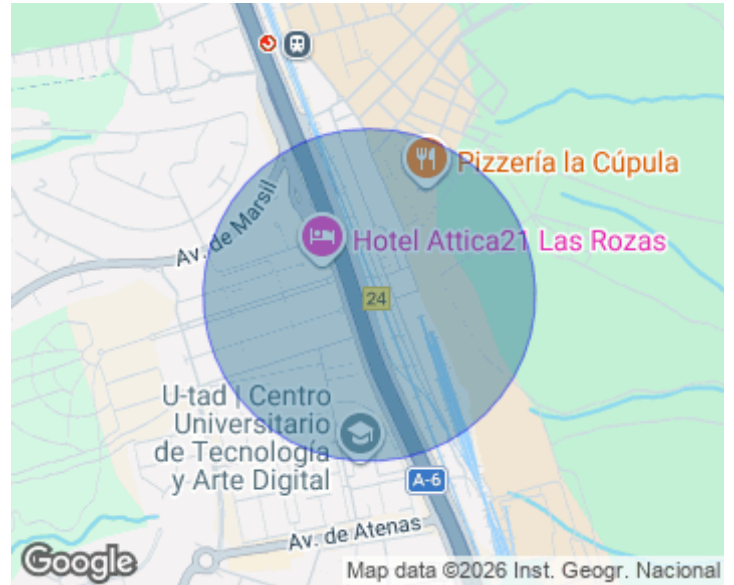 Pizzería la Cúpula
Av. de Marsil
Hotel Attica21 Las Rozas
24
U-tad | Centro
Universitario
de Tecnología
y Arte Digital
A-6
Av. de Atenas
Google
Map data ©2026 Inst. Geogr. Nacional